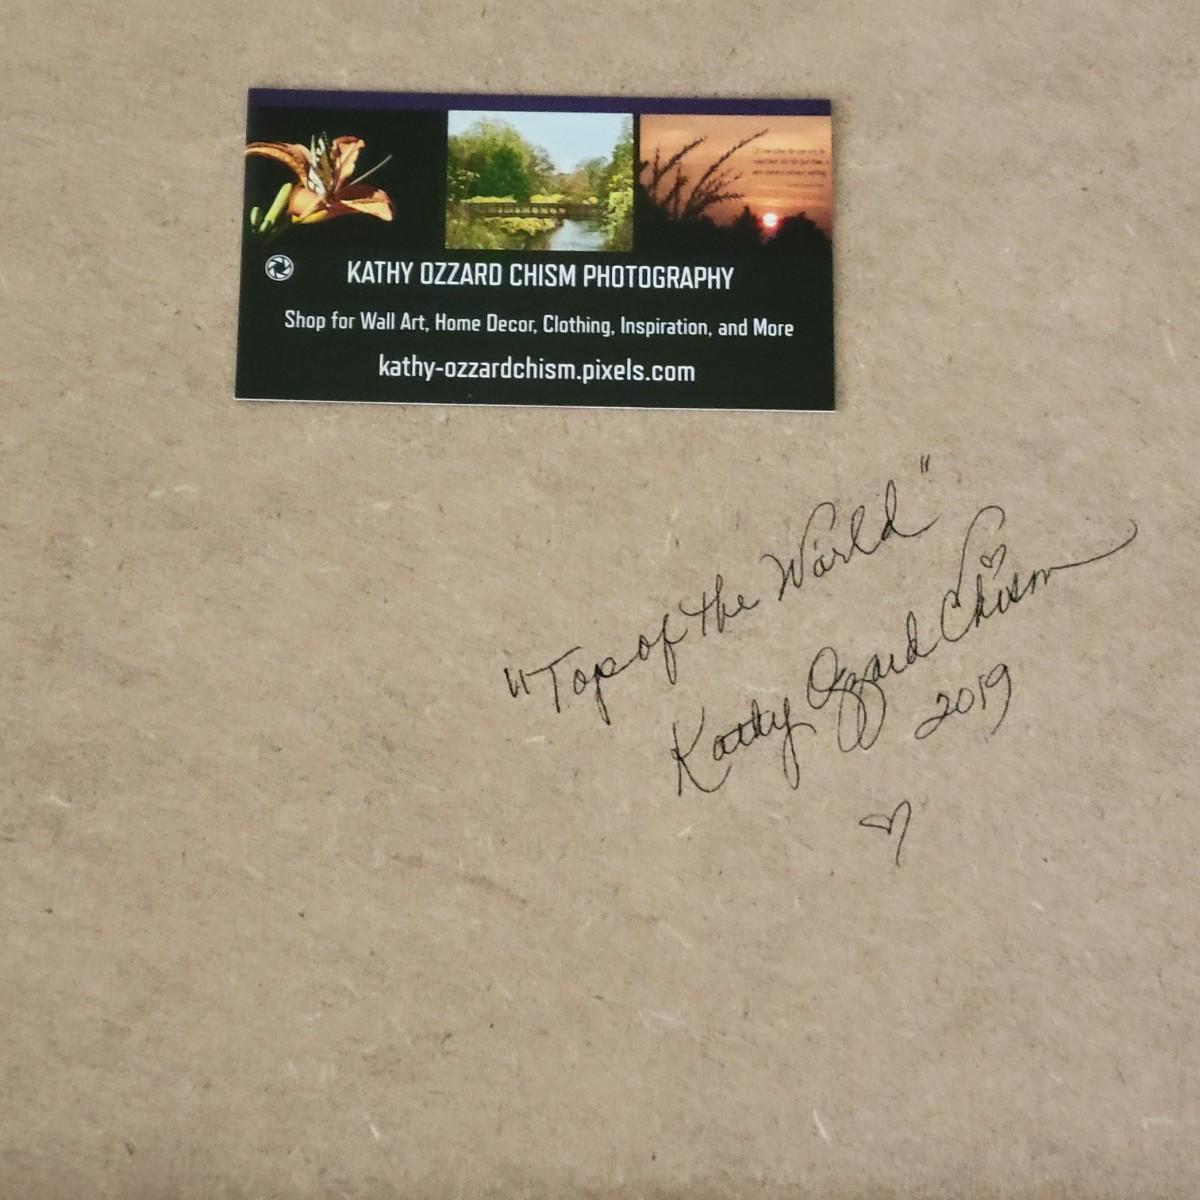 KATHY OZZARD CHISM PHOTOGRAPHY
Shop for Wall Art, Home Decor, Clothing, Inspiration, and More
kathy-ozzardchism.pixels.com
"Top of the World"
Kathy Ozzard Chism
2019